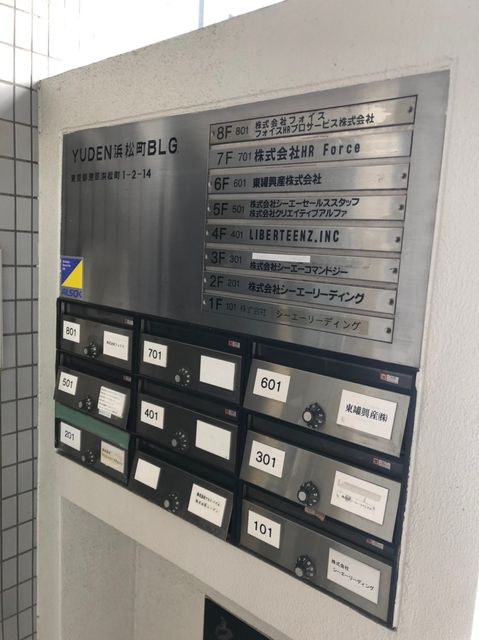 YUDEN浜松町BLG.
東京都港区浜松町1-2-14
8F 801 株式会社フォイス
フォイスHRプロサービス株式会社
7F 701 株式会社HR Force
6F 601 東罐興産株式会社
5F 501 株式会社シーエーセールススタッフ
株式会社クリエイティブアルファ
4F 401 LIBERTEENZ.INC
3F 301
株式会社シーエーコマンドジー
2F 201 株式会社シーエーリーディング
1F 101 株式会社 シーエーリーディング
ALSOK
801
701
601
東罐興産㈱
501
401
301
201
101
株式会社
シーエーリーディング